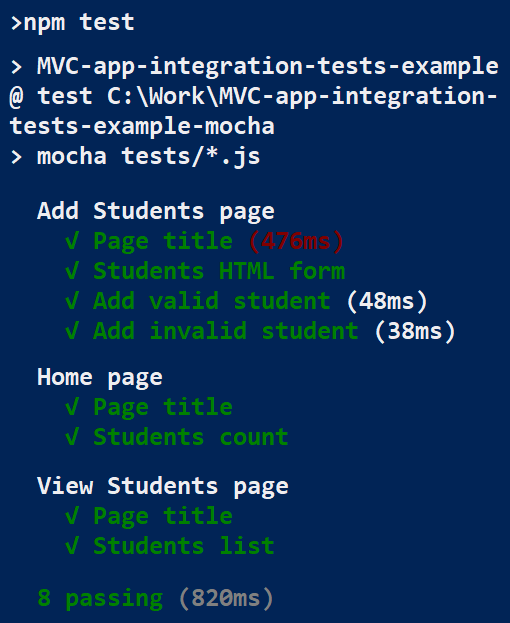 >npm test
> MVC-app-integration-tests-example
@ test C:\Work\MVC-app-integration-
tests-example-mocha
> mocha tests/*.js
Add Students page
√ Page title (476ms)
√ Students HTML form
√ Add valid student (48ms)
√ Add invalid student (38ms)
Home page
√ Page title
√ Students count
View Students page
√ Page title
√ Students list
8 passing (820ms)